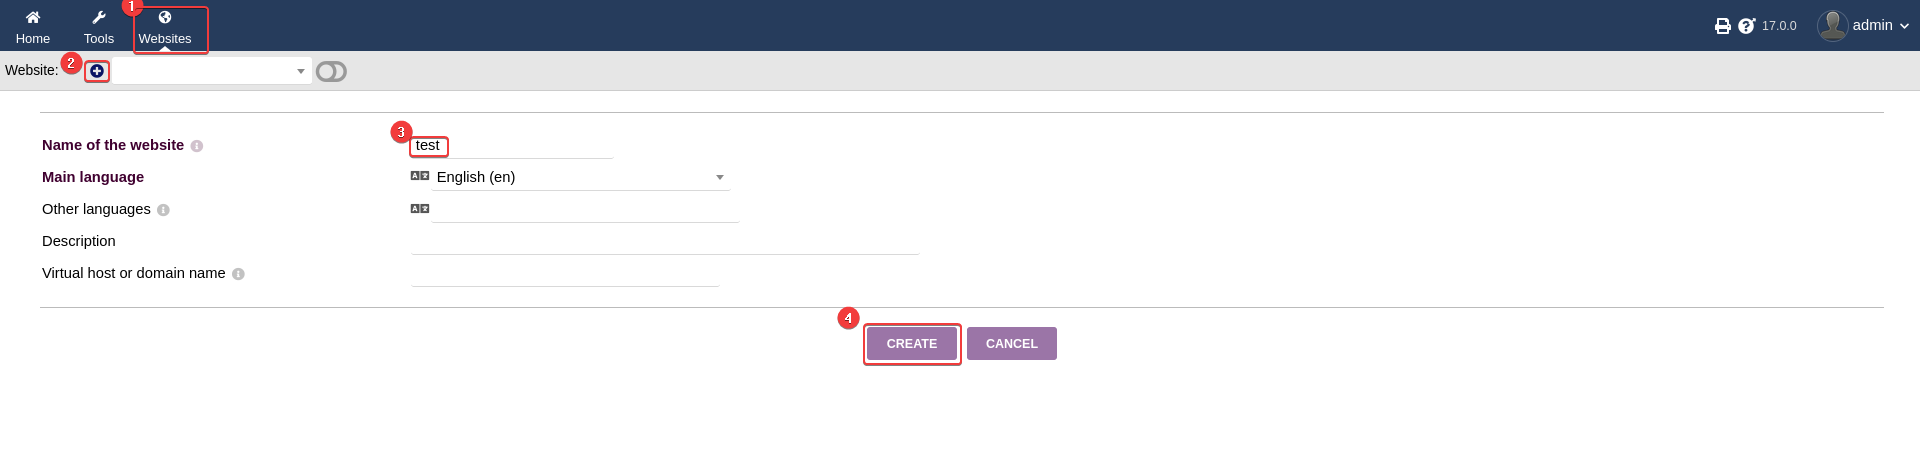 1
Home Tools Websites 17.0.0 admin
Website: 2
3
Name of the website test
Main language English (en)
Other languages
Description
Virtual host or domain name
4
CREATE CANCEL